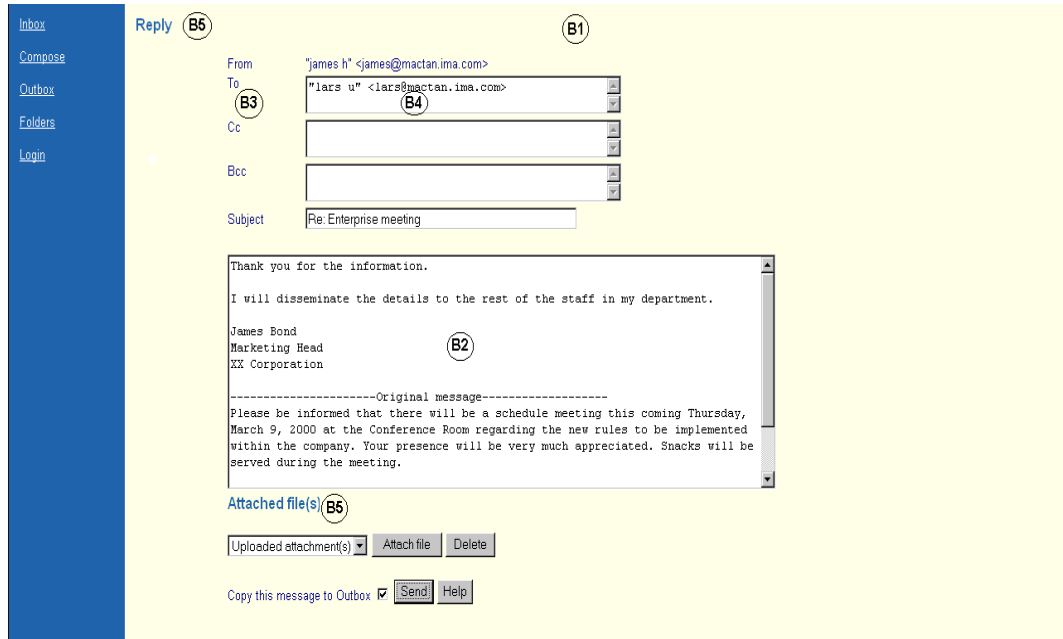 Inbox
Compose
Outbox
Folders
Login
Reply B5
B1
From "james h" <james@mactan.ima.com>
To "lars u" <lars@mactan.ima.com>
B3 B4
Cc
Bcc
Subject Re: Enterprise meeting
Thank you for the information.
I will disseminate the details to the rest of the staff in my department.
James Bond
Marketing Head
XX Corporation
B2
----------------------Original message-------------------
Please be informed that there will be a schedule meeting this coming Thursday,
March 9, 2000 at the Conference Room regarding the new rules to be implemented
within the company. Your presence will be very much appreciated. Snacks will be
served during the meeting.
Attached file(s) B5
Uploaded attachment(s) Attach file Delete
Copy this message to Outbox Send Help